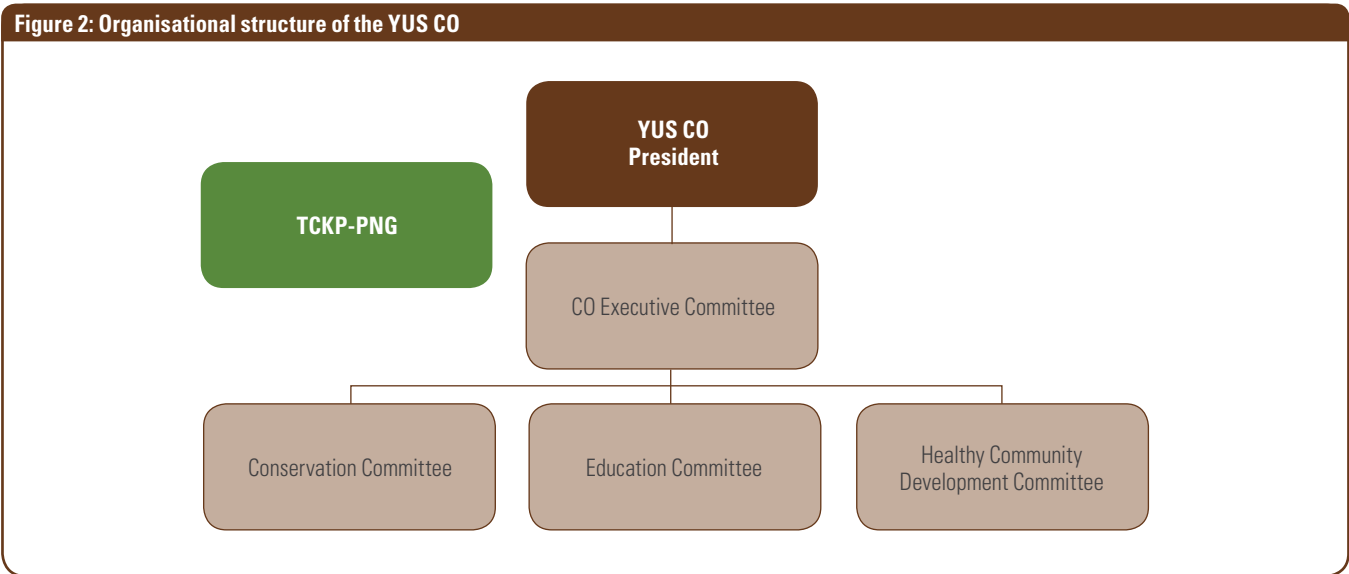 Figure 2: Organisational structure of the YUS CO
YUS CO
President
TCKP-PNG
CO Executive Committee
Conservation Committee
Education Committee
Healthy Community
Development Committee